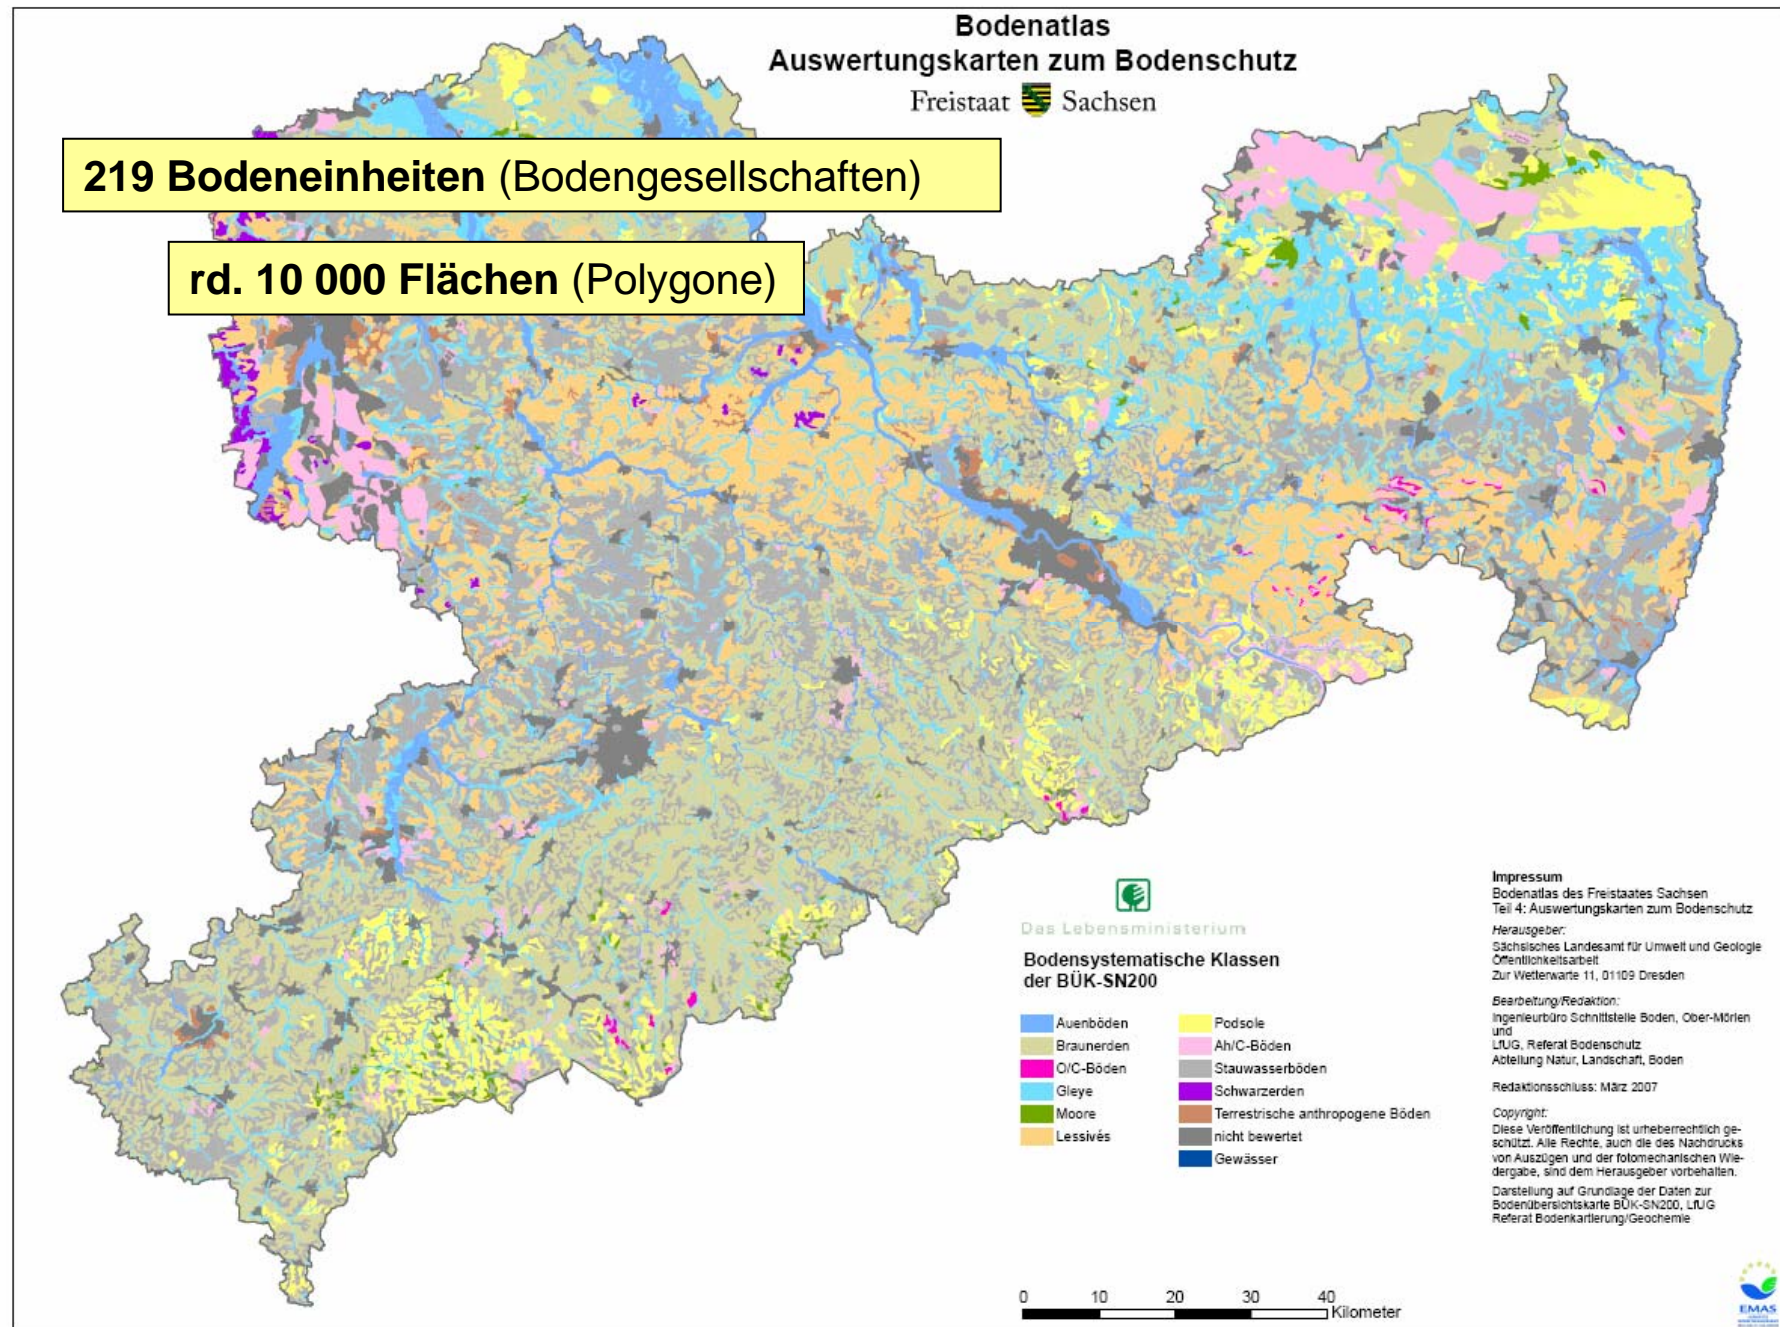 Bodenatlas
Auswertungskarten zum Bodenschutz
Freistaat Sachsen
219 Bodeneinheiten (Bodengesellschaften)
rd. 10 000 Flächen (Polygone)
Das Lebensministerium
Bodensystematische Klassen
der BÜK-SN200
Auenböden
Braunerden
O/C-Böden
Gleye
Moore
Lessivés
Podsole
Ah/C-Böden
Stauwasserböden
Schwarzerden
Terrestrische anthropogene Böden
nicht bewertet
Gewässer
0 10 20 30 40
Kilometer
Impressum
Bodenatlas des Freistaates Sachsen
Teil 4: Auswertungskarten zum Bodenschutz
Herausgeber:
Sächsisches Landesamt für Umwelt und Geologie
Öffentlichkeitsarbeit
Zur Wetterwarte 11, 01109 Dresden
Bearbeitung/Redaktion:
Ingenieurbüro Schnittstelle Boden, Ober-Mörlen
und
LfUG, Referat Bodenschutz
Abteilung Natur, Landschaft, Boden
Redaktionsschluss: März 2007
Copyright:
Diese Veröffentlichung ist urheberrechtlich ge-
schützt. Alle Rechte, auch die des Nachdrucks
von Auszügen und der fotomechanischen Wie-
dergabe, sind dem Herausgeber vorbehalten.
Darstellung auf Grundlage der Daten zur
Bodenübersichtskarte BÜK-SN200, LfUG
Referat Bodenkartierung/Geochemie
EMAS